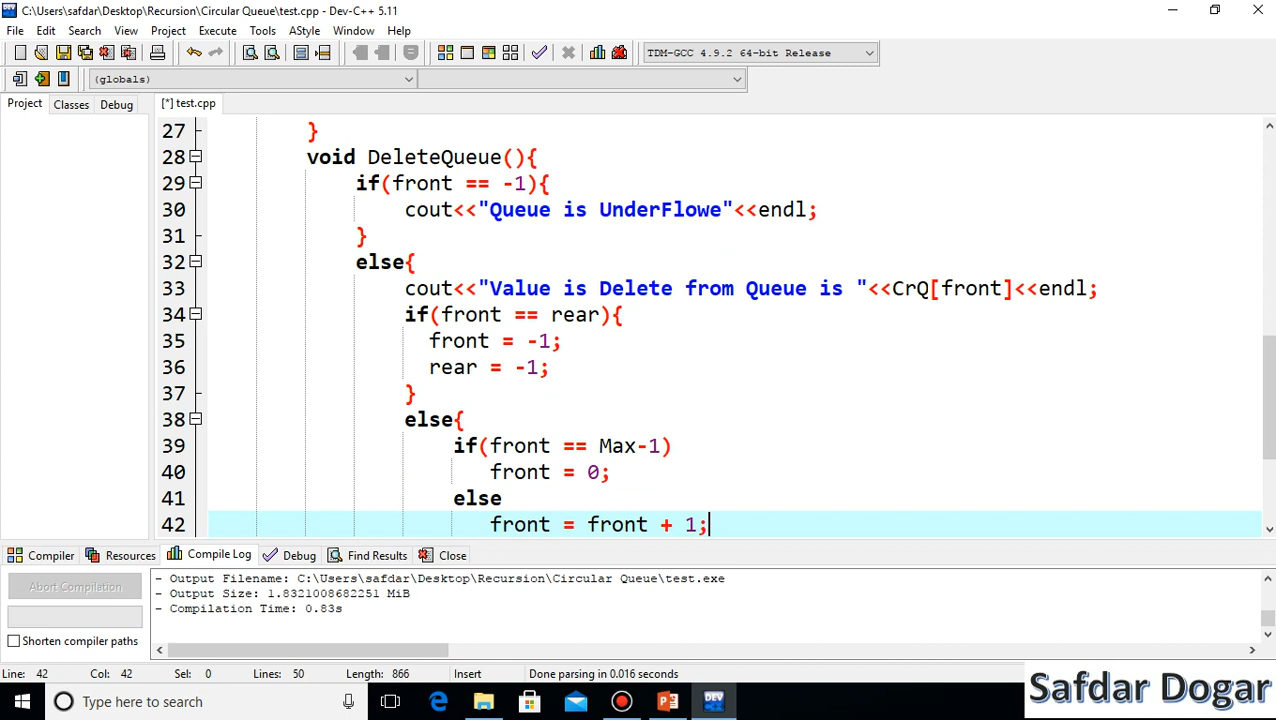 C:\Users\safdar\Desktop\Recursion\Circular Queue\test.cpp - Dev-C++ 5.11
File Edit Search View Project Execute Tools AStyle Window Help
TDM-GCC 4.9.2 64-bit Release
(globals)
Project Classes Debug [*] test.cpp
27 }
28 void DeleteQueue(){
29 if(front == -1){
30 cout<<"Queue is UnderFlowe"<<endl;
31 }
32 else{
33 cout<<"Value is Delete from Queue is "<<CrQ[front]<<endl;
34 if(front == rear){
35 front = -1;
36 rear = -1;
37 }
38 else{
39 if(front == Max-1)
40 front = 0;
41 else
42 front = front + 1;
Compiler Resources Compile Log Debug Find Results Close
Abort Compilation
Shorten compiler paths
- Output Filename: C:\Users\safdar\Desktop\Recursion\Circular Queue\test.exe
- Output Size: 1.8321008682251 MiB
- Compilation Time: 0.83s
Line: 42 Col: 42 Sel: 0 Lines: 50 Length: 866 Insert Done parsing in 0.016 seconds
Type here to search
DEV
Safdar Dogar